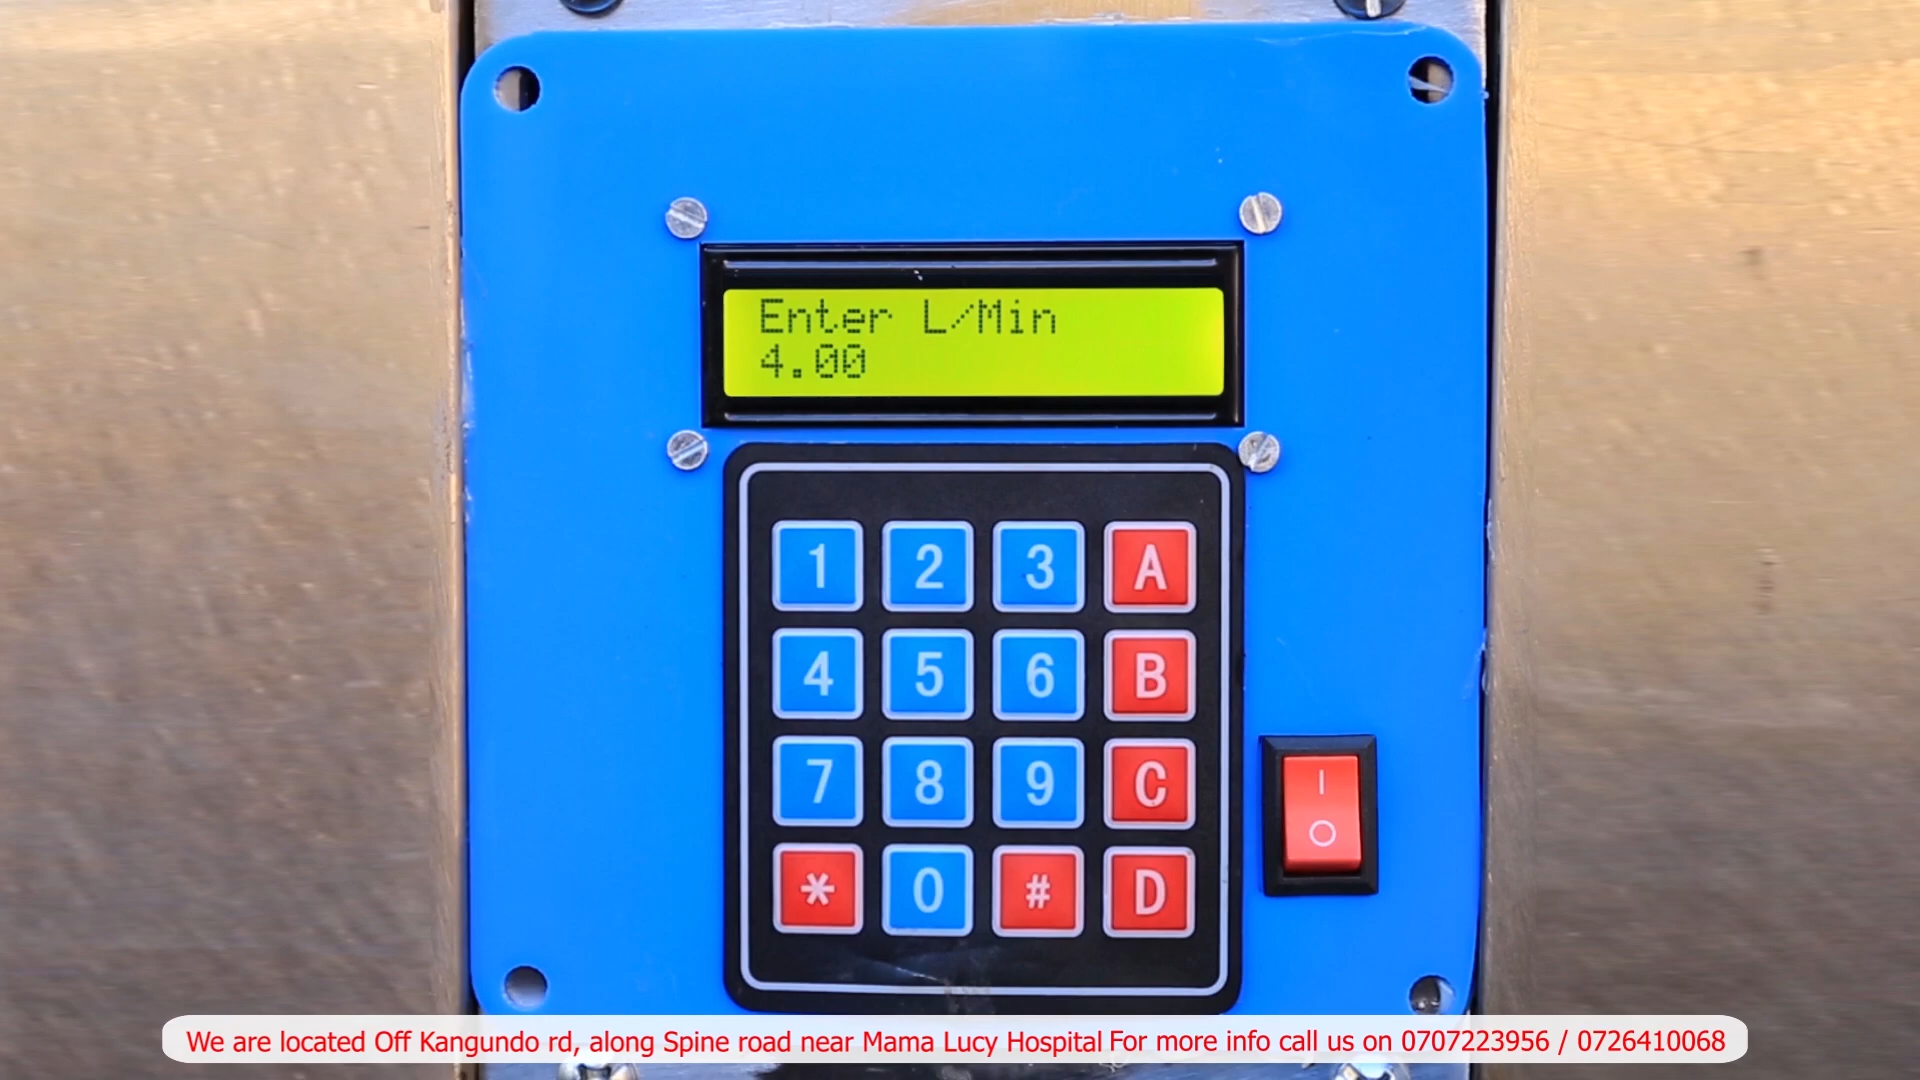 Enter L/Min
4.00
1 2 3 A
4 5 6 B
7 8 9 C
* 0 # D
I
O
We are located Off Kangundo rd, along Spine road near Mama Lucy Hospital For more info call us on 0707223956 / 0726410068